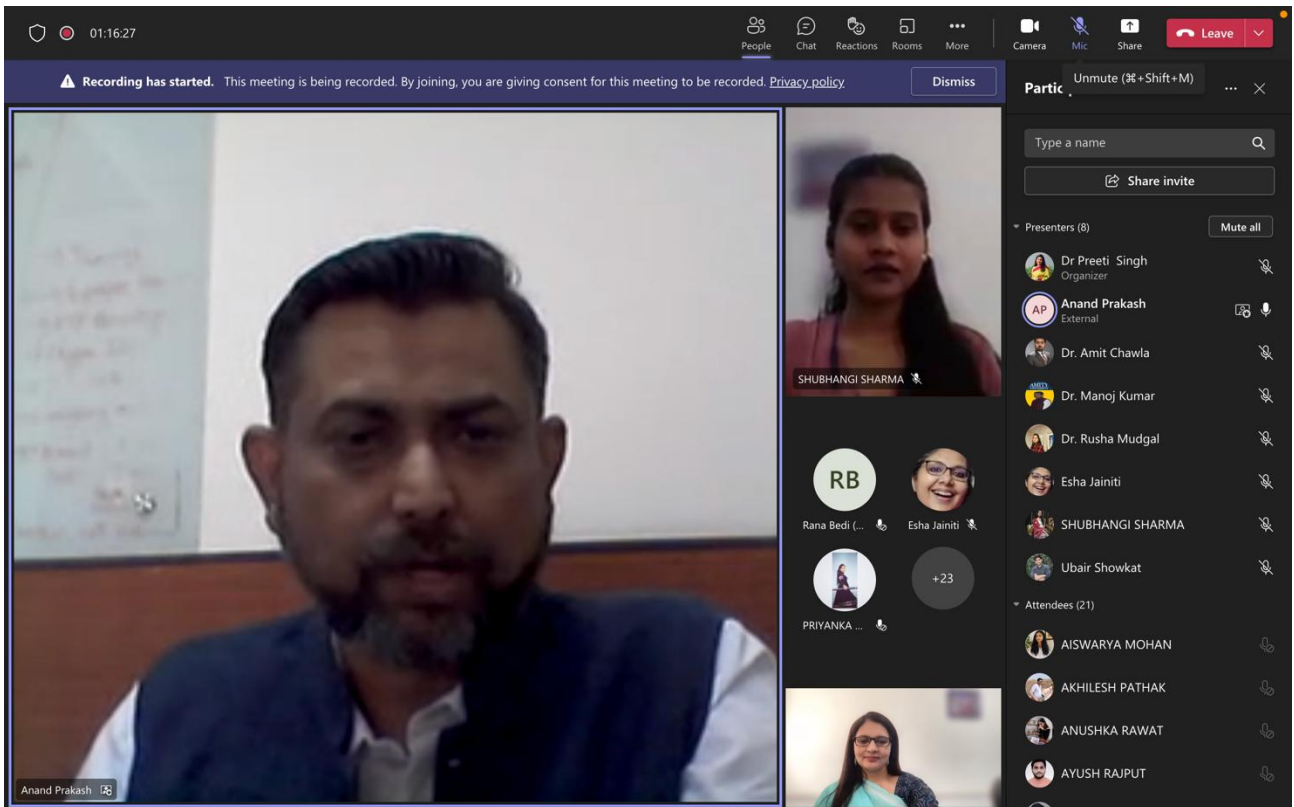 01:16:27
People
Chat
Reactions
Rooms
More
Camera
Mic
Share
Leave
Recording has started. This meeting is being recorded. By joining, you are giving consent for this meeting to be recorded. Privacy policy
Dismiss
Partic
Unmute (⌘+Shift+M)
Type a name
Share invite
Presenters (8)
Mute all
Dr Preeti Singh
Organizer
AP
Anand Prakash
External
Dr. Amit Chawla
AMITY
Dr. Manoj Kumar
Dr. Rusha Mudgal
Esha Jainiti
SHUBHANGI SHARMA
Ubair Showkat
Attendees (21)
AISWARYA MOHAN
AKHILESH PATHAK
ANUSHKA RAWAT
AYUSH RAJPUT
SHUBHANGI SHARMA
RB
Rana Bedi (...
Esha Jainiti
PRIYANKA ...
+23
Anand Prakash